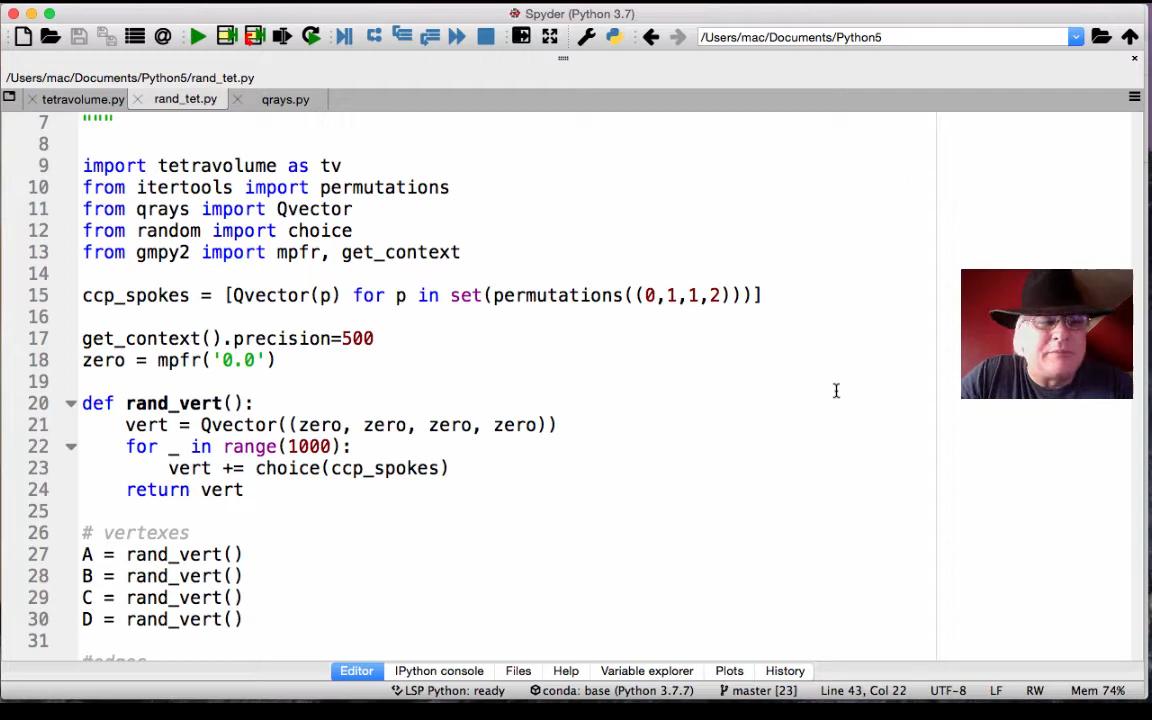 Spyder (Python 3.7)
/Users/mac/Documents/Python5
/Users/mac/Documents/Python5/rand_tet.py
tetravolume.py rand_tet.py qrays.py
7 """
8
9 import tetravolume as tv
10 from itertools import permutations
11 from qrays import Qvector
12 from random import choice
13 from gmpy2 import mpfr, get_context
14
15 ccp_spokes = [Qvector(p) for p in set(permutations((0,1,1,2)))]
16
17 get_context().precision=500
18 zero = mpfr('0.0')
19
20 def rand_vert():
21 vert = Qvector((zero, zero, zero, zero))
22 for _ in range(1000):
23 vert += choice(ccp_spokes)
24 return vert
25
26 # vertexes
27 A = rand_vert()
28 B = rand_vert()
29 C = rand_vert()
30 D = rand_vert()
31
#edges
Editor IPython console Files Help Variable explorer Plots History
LSP Python: ready conda: base (Python 3.7.7) master [23] Line 43, Col 22 UTF-8 LF RW Mem 74%